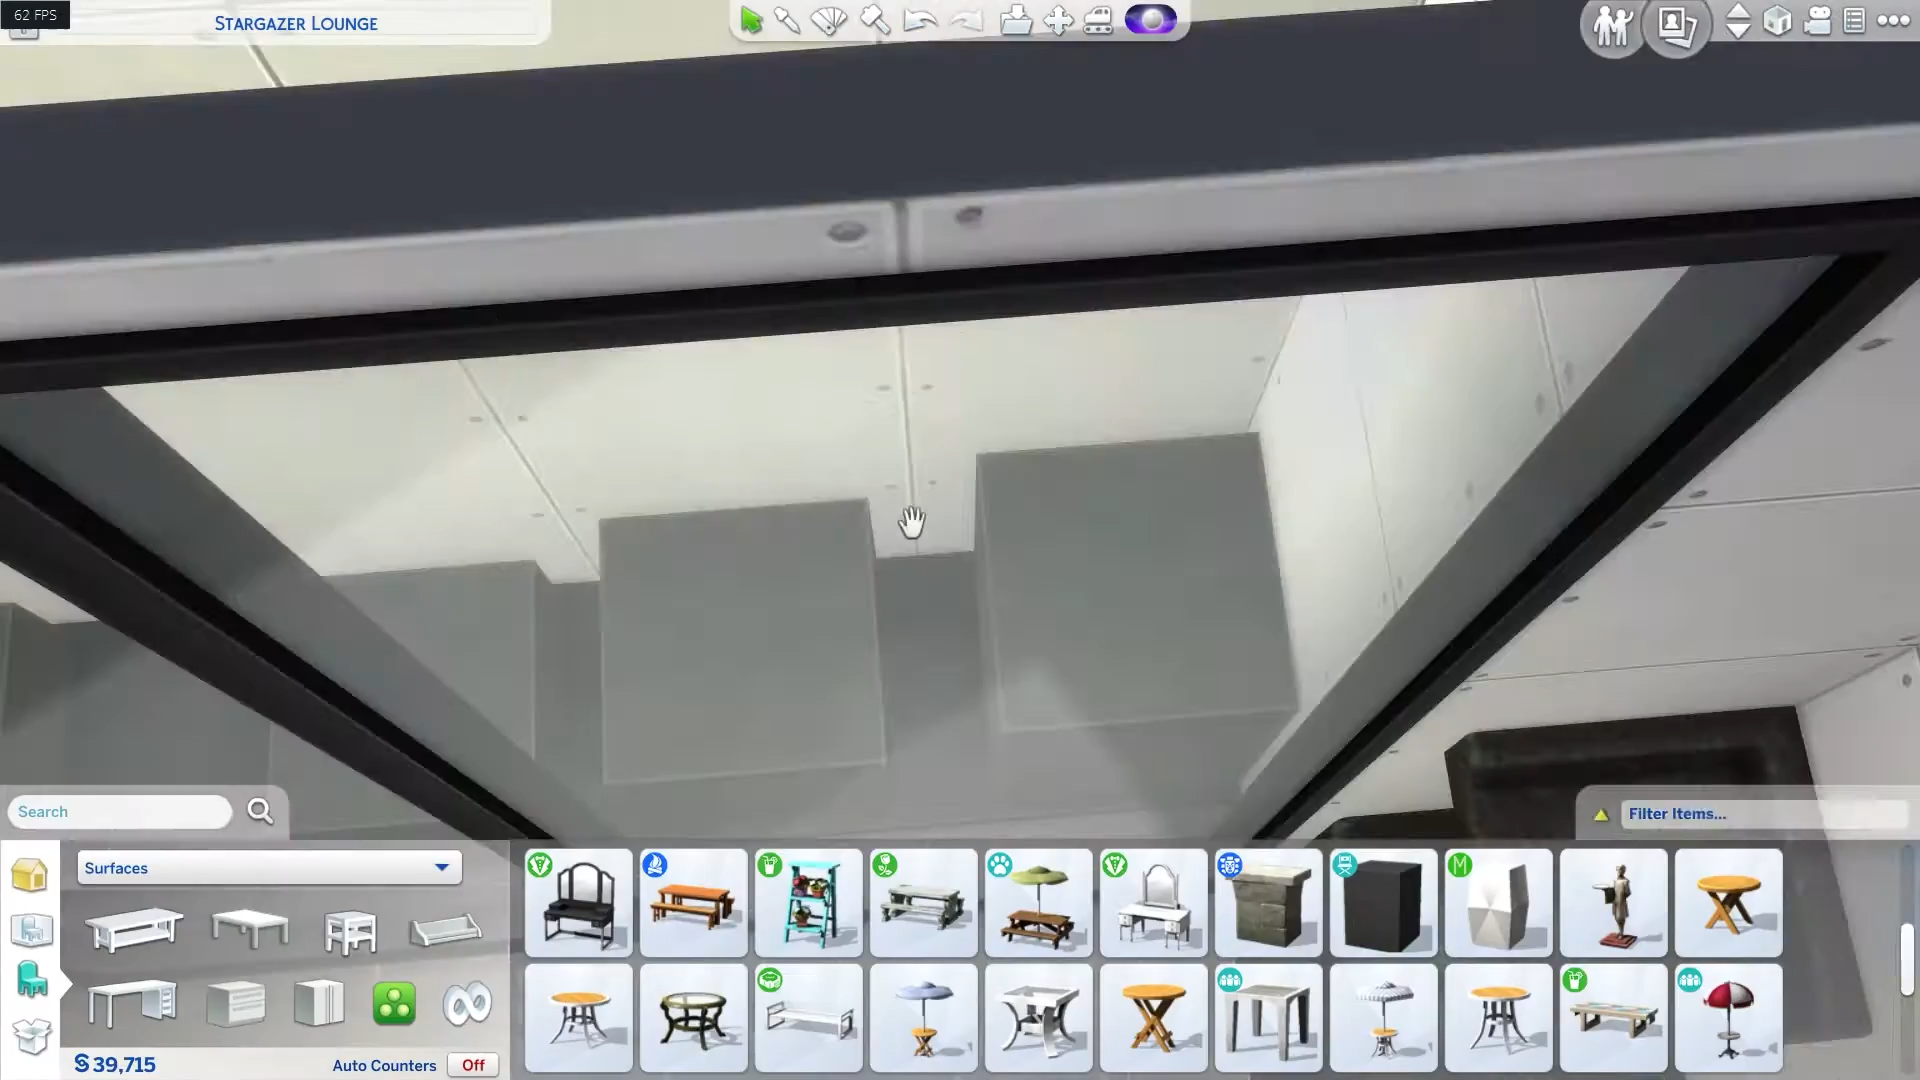 62 FPS
Stargazer Lounge
Search
Filter Items...
Surfaces
§39,715
Auto Counters
Off